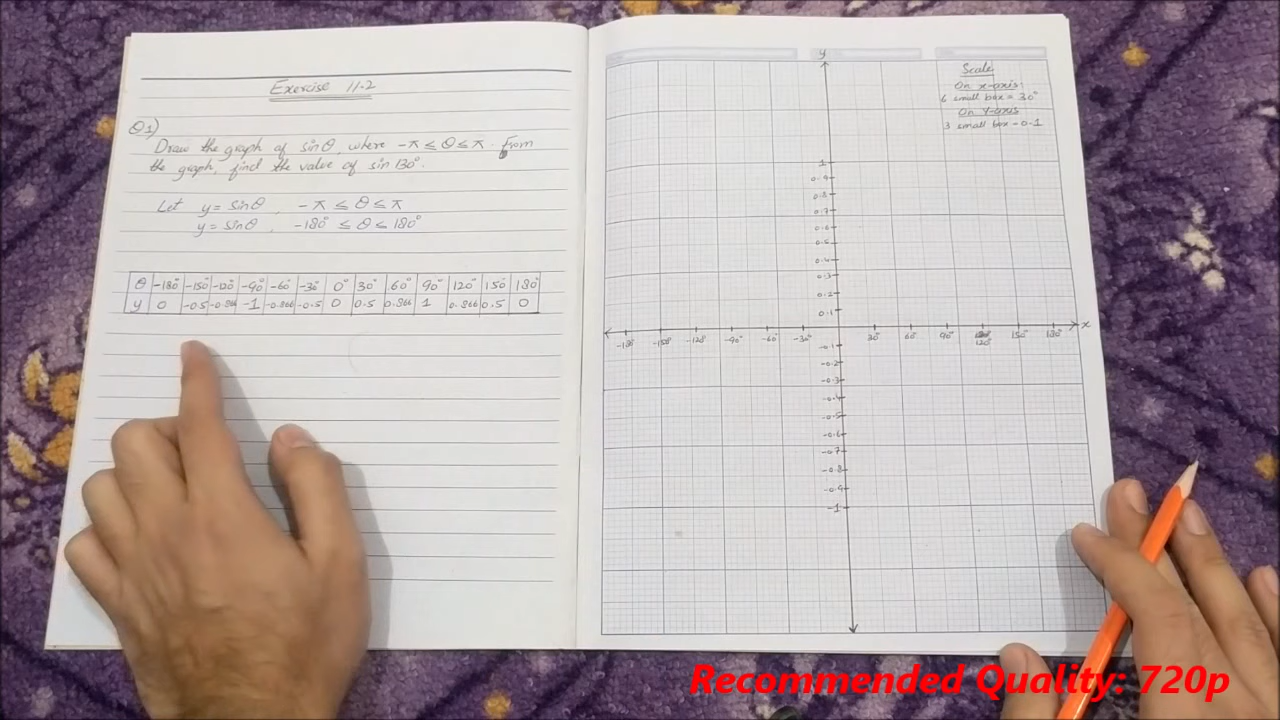 Exercise 11.2
Q1)
Draw the graph of sinθ, where -π ≤ θ ≤ π. From
the graph, find the value of sin 130°.
Let y = sinθ , -π ≤ θ ≤ π
y = sinθ , -180° ≤ θ ≤ 180°
θ -180° -150° -120° -90° -60° -30° 0° 30° 60° 90° 120° 150° 180°
y 0 -0.5 -0.866 -1 -0.866 -0.5 0 0.5 0.866 1 0.866 0.5 0
y
Scale
On x-axis:
6 small box = 30°
On Y-axis
3 small box = 0.1
1
0.9
0.8
0.7
0.6
0.5
0.4
0.3
0.2
0.1
x
-180° -150° -120° -90° -60° -30° 30° 60° 90° 120° 150° 180°
-0.1
-0.2
-0.3
-0.4
-0.5
-0.6
-0.7
-0.8
-0.9
-1
Recommended Quality: 720p